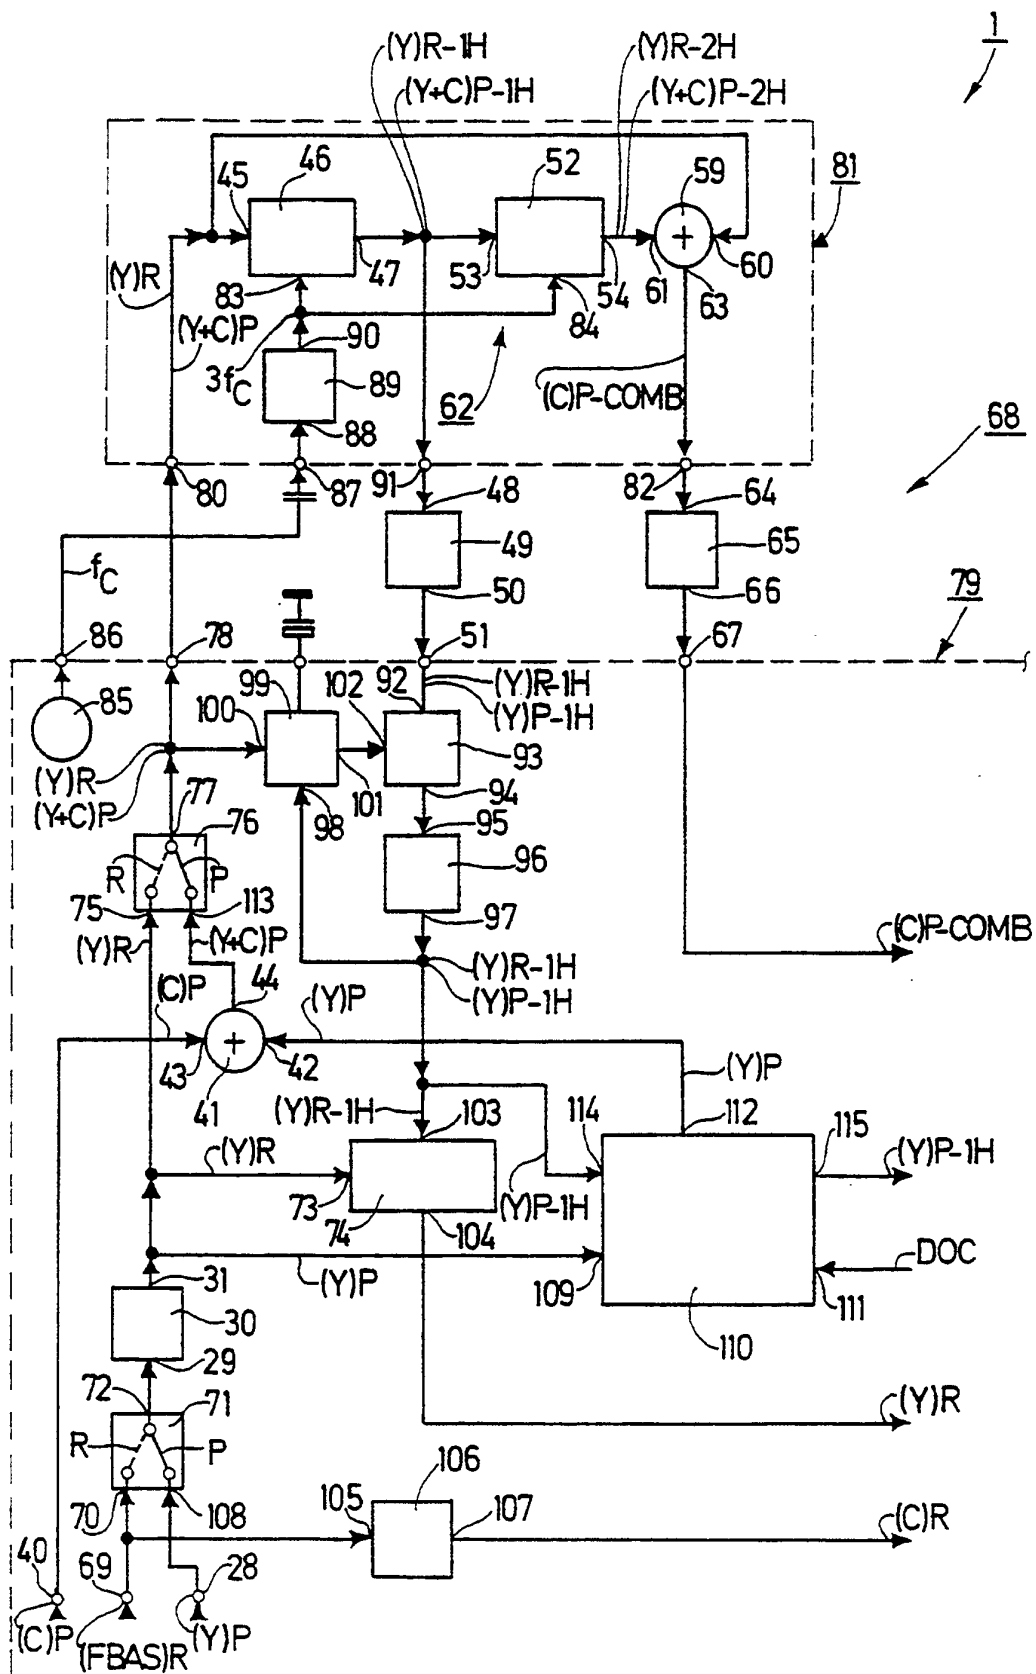 1
(Y)R-1H
(Y+C)P-1H
(Y)R-2H
(Y+C)P-2H
45
46
52
59
81
47
53
54
61
60
63
83
84
(Y)R
(Y+C)P
90
3fC
89
88
62
(C)P-COMB
68
80
87
91
82
48
64
49
65
50
66
fC
86
78
51
67
79
99
102
92
(Y)R-1H
(Y)P-1H
85
100
93
(Y)R
(Y+C)P
77
101
94
98
95
76
96
R
P
75
113
97
(Y)R
(Y+C)P
(C)P-COMB
(Y)R-1H
(Y)P-1H
(C)P
44
(Y)P
43
42
41
(Y)P
(Y)R-1H
103
114
112
115
(Y)R
(Y)P-1H
73
74
104
(Y)P-1H
DOC
31
(Y)P
109
111
30
110
29
72
71
(Y)R
R
P
106
70
108
105
107
(C)R
40
69
28
(C)P
(FBAS)R
(Y)P